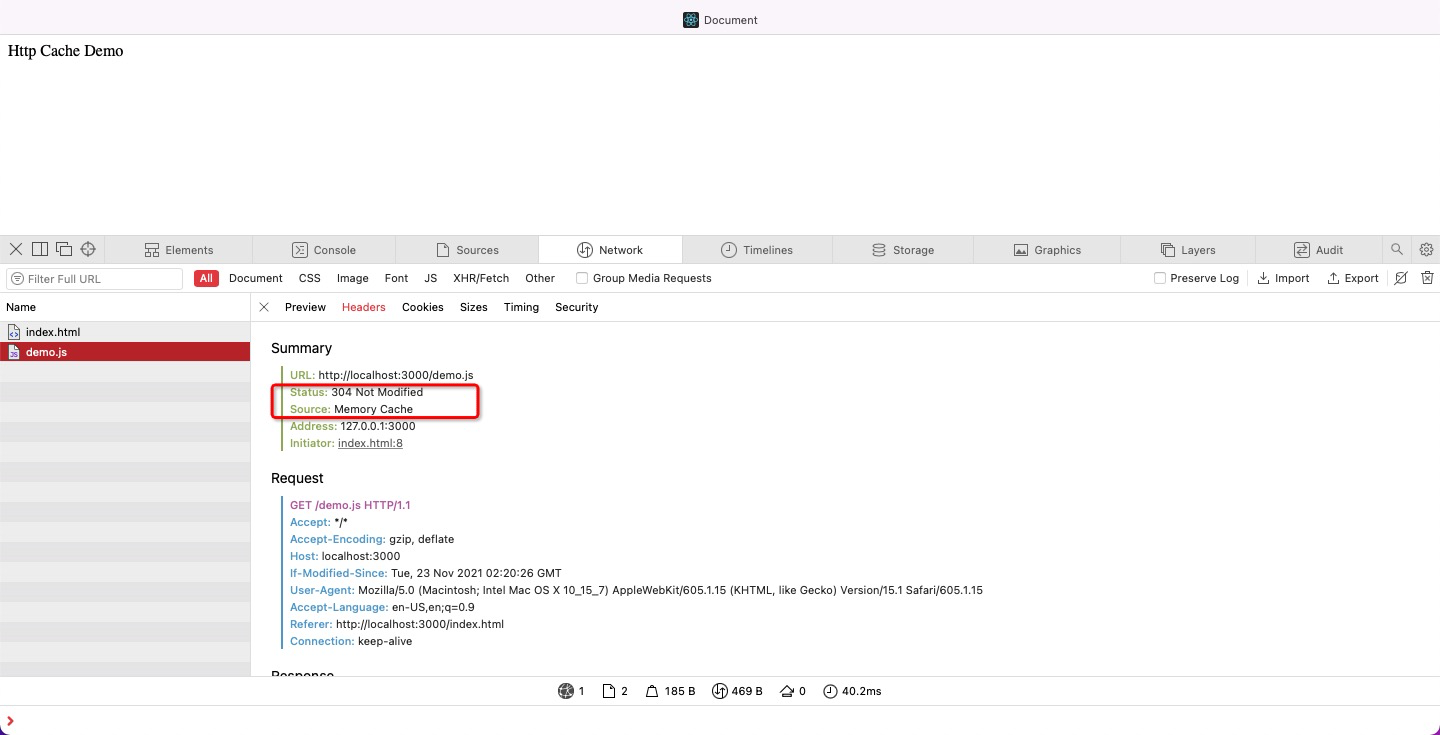 Document
Http Cache Demo
Elements Console Sources Network Timelines Storage Graphics Layers Audit
Filter Full URL All Document CSS Image Font JS XHR/Fetch Other Group Media Requests Preserve Log Import Export
Name Preview Headers Cookies Sizes Timing Security
index.html
demo.js
Summary
URL: http://localhost:3000/demo.js
Status: 304 Not Modified
Source: Memory Cache
Address: 127.0.0.1:3000
Initiator: index.html:8
Request
GET /demo.js HTTP/1.1
Accept: */*
Accept-Encoding: gzip, deflate
Host: localhost:3000
If-Modified-Since: Tue, 23 Nov 2021 02:20:26 GMT
User-Agent: Mozilla/5.0 (Macintosh; Intel Mac OS X 10_15_7) AppleWebKit/605.1.15 (KHTML, like Gecko) Version/15.1 Safari/605.1.15
Accept-Language: en-US,en;q=0.9
Referer: http://localhost:3000/index.html
Connection: keep-alive
Response
1 2 185 B 469 B 0 40.2ms